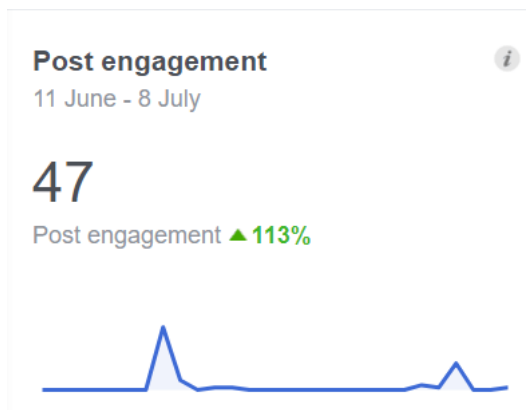 Post engagement
i
11 June - 8 July
47
Post engagement ▲ 113%